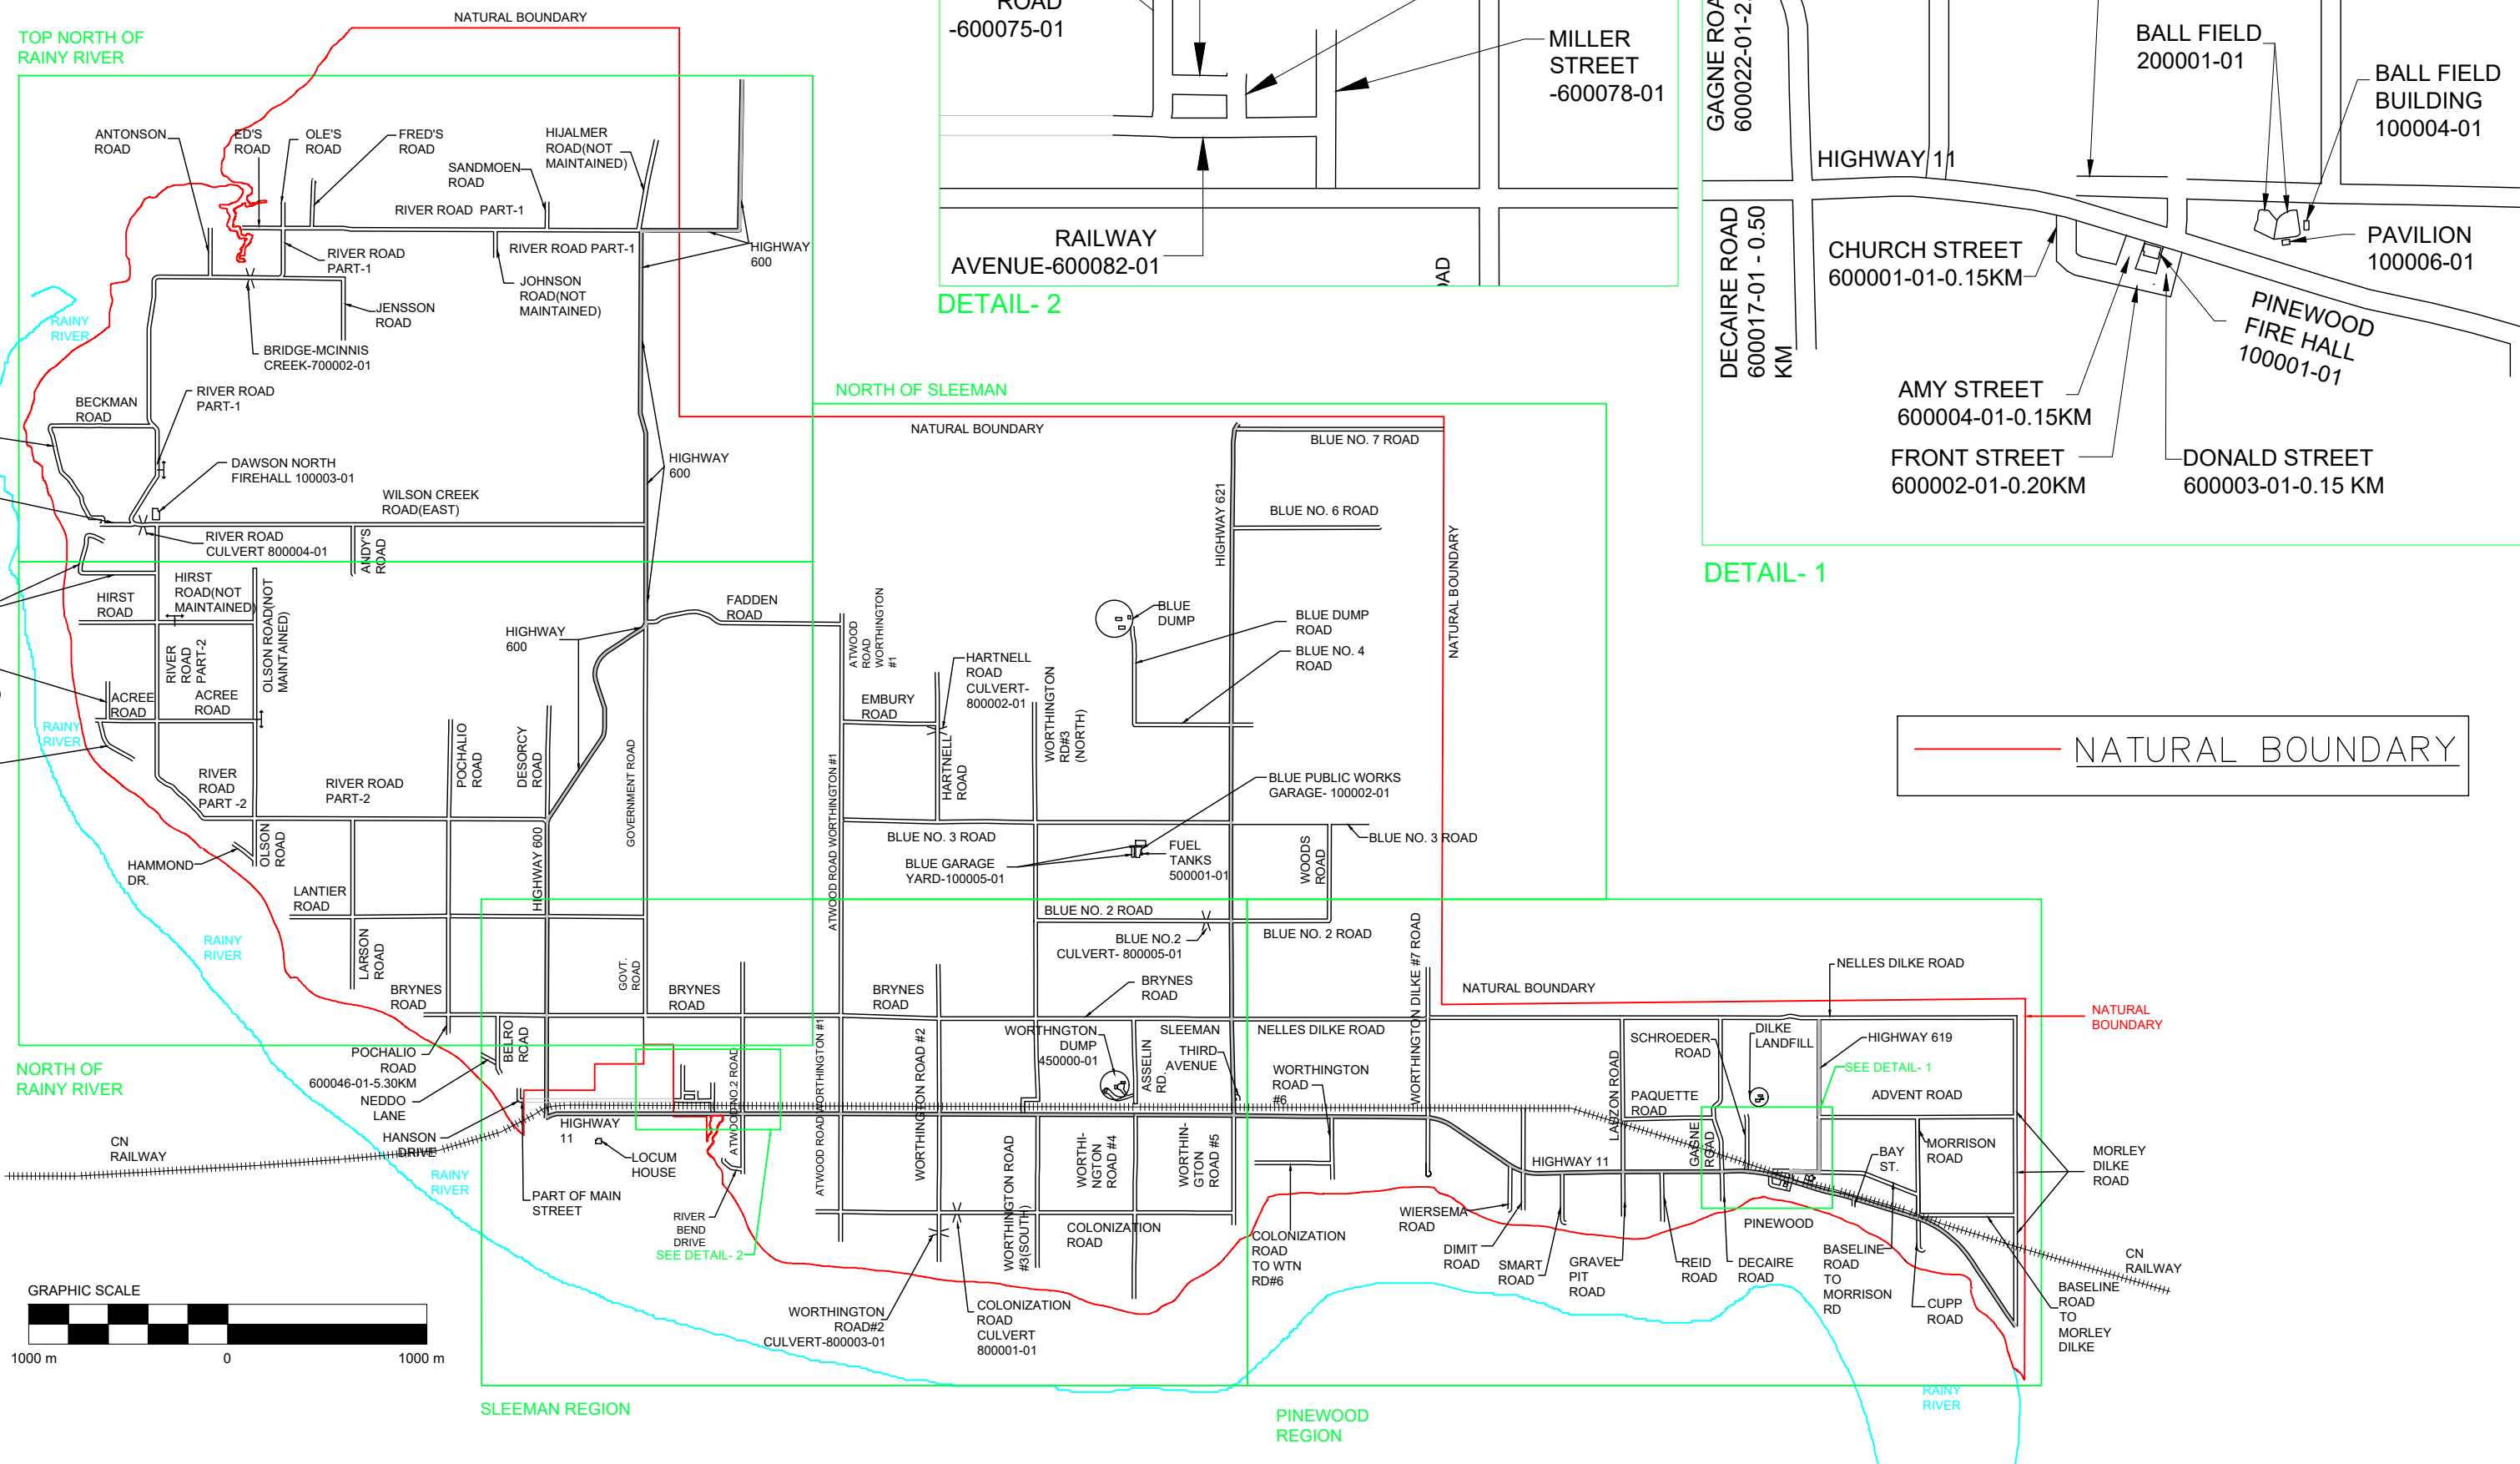 NATURAL BOUNDARY
TOP NORTH OF
RAINY RIVER
ANTONSON
ROAD
ED'S
ROAD
OLE'S
ROAD
FRED'S
ROAD
HIJALMER
ROAD(NOT
MAINTAINED)
SANDMOEN
ROAD
RIVER ROAD PART-1
RIVER ROAD
PART-1
RIVER ROAD PART-1
HIGHWAY
600
JOHNSON
ROAD(NOT
MAINTAINED)
JENSSON
ROAD
RAINY
RIVER
BRIDGE-MCINNIS
CREEK-700002-01
RIVER ROAD
PART-1
BECKMAN
ROAD
DAWSON NORTH
FIREHALL 100003-01
HIGHWAY
600
WILSON CREEK
ROAD(EAST)
RIVER ROAD
CULVERT 800004-01
ANDY'S
ROAD
ROAD
-600075-01
MILLER
STREET
-600078-01
RAILWAY
AVENUE-600082-01
DETAIL- 2
GAGNE ROA
600022-01-2.
BALL FIELD
200001-01
BALL FIELD
BUILDING
100004-01
HIGHWAY 11
PAVILION
100006-01
CHURCH STREET
600001-01-0.15KM
DECAIRE ROAD
600017-01 - 0.50
KM
PINEWOOD
FIRE HALL
100001-01
AMY STREET
600004-01-0.15KM
FRONT STREET
600002-01-0.20KM
DONALD STREET
600003-01-0.15 KM
DETAIL- 1
NORTH OF SLEEMAN
NATURAL BOUNDARY
BLUE NO. 7 ROAD
HIGHWAY 621
BLUE NO. 6 ROAD
NATURAL BOUNDARY
HIRST
ROAD(NOT
MAINTAINED)
HIRST
ROAD
OLSON ROAD(NOT
MAINTAINED)
RIVER
ROAD
PART-2
HIGHWAY
600
FADDEN
ROAD
ATWOOD
ROAD
WORTHINGTON
#1
BLUE
DUMP
BLUE DUMP
ROAD
BLUE NO. 4
ROAD
ACREE
ROAD
ACREE
ROAD
RAINY
RIVER
EMBURY
ROAD
HARTNELL
ROAD
CULVERT-
800002-01
WORTHINGTON
RD#3
(NORTH)
HARTNELL
ROAD
NATURAL BOUNDARY
RIVER
ROAD
PART -2
RIVER ROAD
PART-2
POCHALIO
ROAD
DESORCY
ROAD
GOVERNMENT ROAD
ATWOOD ROAD WORTHINGTON #1
BLUE PUBLIC WORKS
GARAGE- 100002-01
BLUE NO. 3 ROAD
BLUE NO. 3 ROAD
BLUE GARAGE
YARD-100005-01
FUEL
TANKS
500001-01
WOODS
ROAD
OLSON
ROAD
HAMMOND
DR.
LANTIER
ROAD
HIGHWAY 600
LARSON
ROAD
RAINY
RIVER
BLUE NO. 2 ROAD
BLUE NO. 2 ROAD
BLUE NO.2
CULVERT- 800005-01
WORTHINGTON DILKE #7 ROAD
NELLES DILKE ROAD
NATURAL BOUNDARY
BRYNES
ROAD
GOVT.
ROAD
BRYNES
ROAD
BRYNES
ROAD
BRYNES
ROAD
NATURAL
BOUNDARY
NORTH OF
RAINY RIVER
POCHALIO
ROAD
600046-01-5.30KM
BELRO
ROAD
NEDDO
LANE
HANSON
DRIVE
CN
RAILWAY
ATWOOD NO.2 ROAD
ATWOOD ROAD WORTHINGTON #1
WORTHINGTON ROAD #2
WORTHNGTON
DUMP
450000-01
ASSELIN
RD.
SLEEMAN
THIRD
AVENUE
NELLES DILKE ROAD
WORTHINGTON
ROAD
#6
LAUZON ROAD
SCHROEDER
ROAD
DILKE
LANDFILL
HIGHWAY 619
SEE DETAIL- 1
PAQUETTE
ROAD
ADVENT ROAD
GAGNE
ROAD
HIGHWAY
11
LOCUM
HOUSE
PART OF MAIN
STREET
RAINY
RIVER
RIVER
BEND
DRIVE
SEE DETAIL- 2
WORTHINGTON ROAD
#3(SOUTH)
WORTHI-
NGTON
ROAD #4
WORTHIN-
GTON
ROAD #5
COLONIZATION
ROAD
HIGHWAY 11
BAY
ST.
MORRISON
ROAD
MORLEY
DILKE
ROAD
PINEWOOD
COLONIZATION
ROAD
TO WTN
RD#6
WIERSEMA
ROAD
DIMIT
ROAD
SMART
ROAD
GRAVEL
PIT
ROAD
REID
ROAD
DECAIRE
ROAD
BASELINE
ROAD
TO
MORRISON
RD
CUPP
ROAD
CN
RAILWAY
BASELINE
ROAD
TO
MORLEY
DILKE
WORTHINGTON
ROAD#2
CULVERT-800003-01
COLONIZATION
ROAD
CULVERT
800001-01
GRAPHIC SCALE
1000 m 0 1000 m
SLEEMAN REGION
PINEWOOD
REGION
RAINY
RIVER